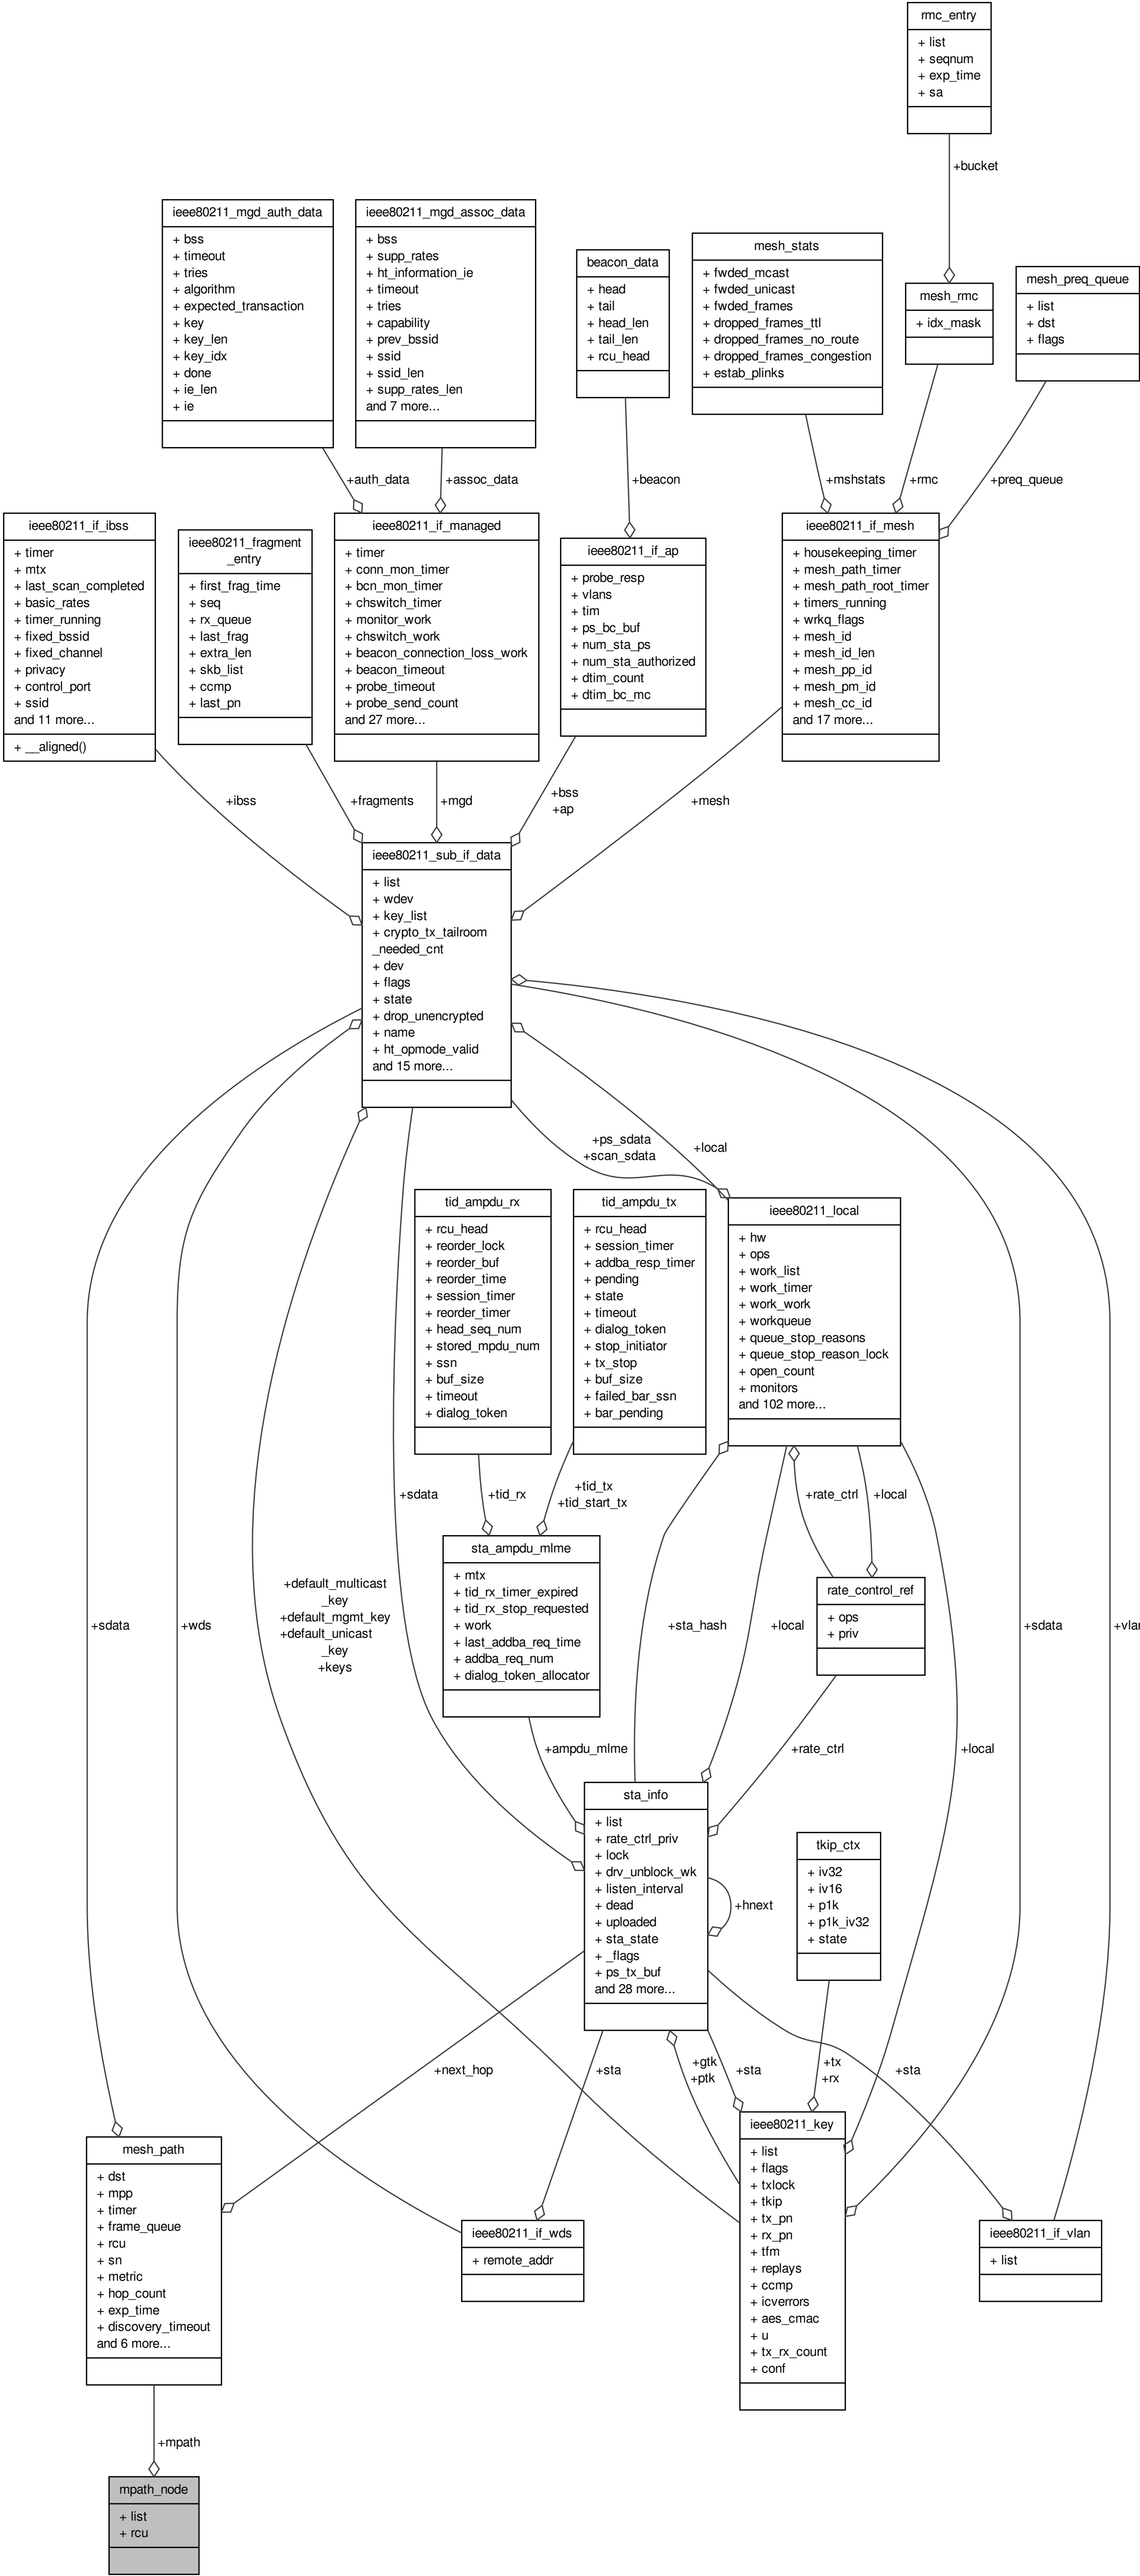 rmc_entry
+ list
+ seqnum
+ exp_time
+ sa
+bucket
ieee80211_mgd_auth_data
+ bss
+ timeout
+ tries
+ algorithm
+ expected_transaction
+ key
+ key_len
+ key_idx
+ done
+ ie_len
+ ie
ieee80211_mgd_assoc_data
+ bss
+ supp_rates
+ ht_information_ie
+ timeout
+ tries
+ capability
+ prev_bssid
+ ssid
+ ssid_len
+ supp_rates_len
and 7 more...
beacon_data
+ head
+ tail
+ head_len
+ tail_len
+ rcu_head
mesh_stats
+ fwded_mcast
+ fwded_unicast
+ fwded_frames
+ dropped_frames_ttl
+ dropped_frames_no_route
+ dropped_frames_congestion
+ estab_plinks
mesh_rmc
+ idx_mask
mesh_preq_queue
+ list
+ dst
+ flags
+auth_data
+assoc_data
+beacon
+mshstats
+rmc
+preq_queue
ieee80211_if_ibss
+ timer
+ mtx
+ last_scan_completed
+ basic_rates
+ timer_running
+ fixed_bssid
+ fixed_channel
+ privacy
+ control_port
+ ssid
and 11 more...
+ __aligned()
ieee80211_fragment
_entry
+ first_frag_time
+ seq
+ rx_queue
+ last_frag
+ extra_len
+ skb_list
+ ccmp
+ last_pn
ieee80211_if_managed
+ timer
+ conn_mon_timer
+ bcn_mon_timer
+ chswitch_timer
+ monitor_work
+ chswitch_work
+ beacon_connection_loss_work
+ beacon_timeout
+ probe_timeout
+ probe_send_count
and 27 more...
ieee80211_if_ap
+ probe_resp
+ vlans
+ tim
+ ps_bc_buf
+ num_sta_ps
+ num_sta_authorized
+ dtim_count
+ dtim_bc_mc
ieee80211_if_mesh
+ housekeeping_timer
+ mesh_path_timer
+ mesh_path_root_timer
+ timers_running
+ wrkq_flags
+ mesh_id
+ mesh_id_len
+ mesh_pp_id
+ mesh_pm_id
+ mesh_cc_id
and 17 more...
+ibss
+fragments
+mgd
+bss
+ap
+mesh
ieee80211_sub_if_data
+ list
+ wdev
+ key_list
+ crypto_tx_tailroom
_needed_cnt
+ dev
+ flags
+ state
+ drop_unencrypted
+ name
+ ht_opmode_valid
and 15 more...
+ps_sdata
+scan_sdata
+local
tid_ampdu_rx
+ rcu_head
+ reorder_lock
+ reorder_buf
+ reorder_time
+ session_timer
+ reorder_timer
+ head_seq_num
+ stored_mpdu_num
+ ssn
+ buf_size
+ timeout
+ dialog_token
tid_ampdu_tx
+ rcu_head
+ session_timer
+ addba_resp_timer
+ pending
+ state
+ timeout
+ dialog_token
+ stop_initiator
+ tx_stop
+ buf_size
+ failed_bar_ssn
+ bar_pending
ieee80211_local
+ hw
+ ops
+ work_list
+ work_timer
+ work_work
+ workqueue
+ queue_stop_reasons
+ queue_stop_reason_lock
+ open_count
+ monitors
and 102 more...
+sdata
+tid_rx
+tid_tx
+tid_start_tx
+rate_ctrl
+local
sta_ampdu_mlme
+ mtx
+ tid_rx_timer_expired
+ tid_rx_stop_requested
+ work
+ last_addba_req_time
+ addba_req_num
+ dialog_token_allocator
rate_control_ref
+ ops
+ priv
+sdata
+wds
+default_multicast
_key
+default_mgmt_key
+default_unicast
_key
+keys
+sta_hash
+local
+sdata
+ampdu_mlme
+rate_ctrl
+local
sta_info
+ list
+ rate_ctrl_priv
+ lock
+ drv_unblock_wk
+ listen_interval
+ dead
+ uploaded
+ sta_state
+ _flags
+ ps_tx_buf
and 28 more...
+hnext
tkip_ctx
+ iv32
+ iv16
+ p1k
+ p1k_iv32
+ state
+next_hop
+sta
+gtk
+ptk
+sta
+tx
+rx
+sta
mesh_path
+ dst
+ mpp
+ timer
+ frame_queue
+ rcu
+ sn
+ metric
+ hop_count
+ exp_time
+ discovery_timeout
and 6 more...
ieee80211_if_wds
+ remote_addr
ieee80211_key
+ list
+ flags
+ txlock
+ tkip
+ tx_pn
+ rx_pn
+ tfm
+ replays
+ ccmp
+ icverrors
+ aes_cmac
+ u
+ tx_rx_count
+ conf
ieee80211_if_vlan
+ list
+mpath
mpath_node
+ list
+ rcu